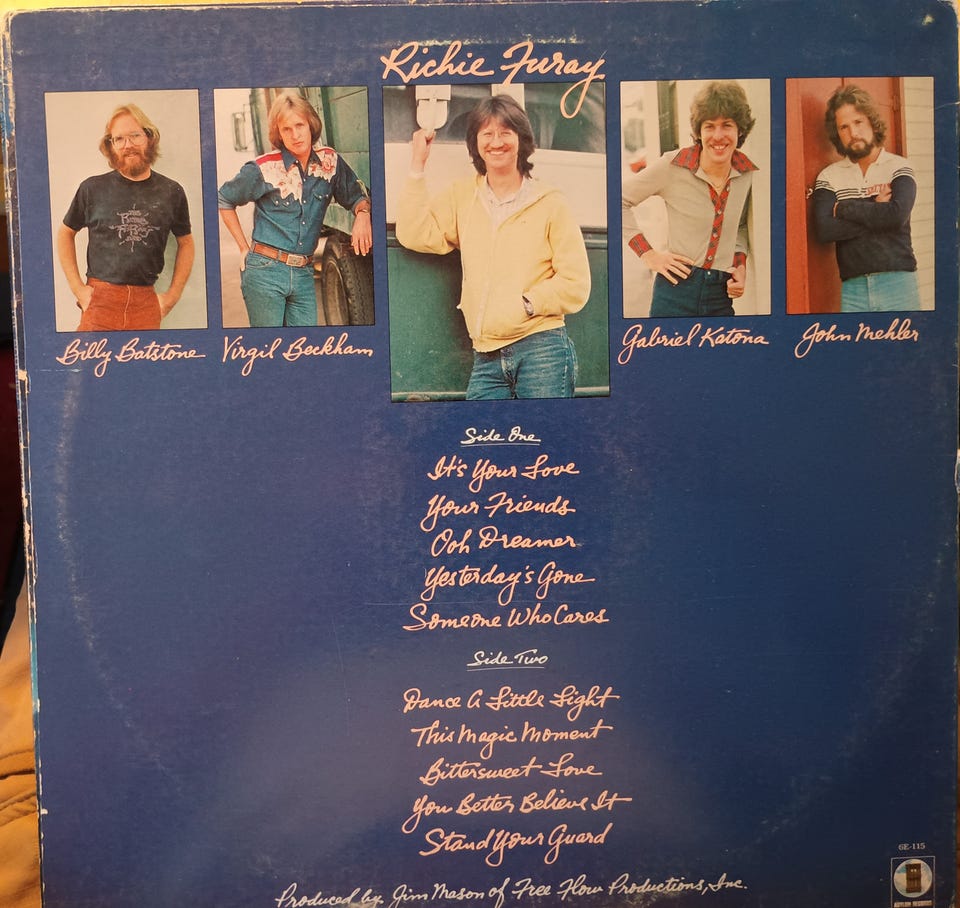 Richie Furay
Billy Batstone
Virgil Beckham
Gabriel Katona
John Mehler
Side One
It's Your Love
Your Friends
Ooh Dreamer
Yesterday's Gone
Someone Who Cares
Side Two
Dance A Little Light
This Magic Moment
Bittersweet Love
You Better Believe It
Stand Your Guard
6E-115
ASYLUM RECORDS
Produced by Jim Mason of Free Flow Productions, Inc.